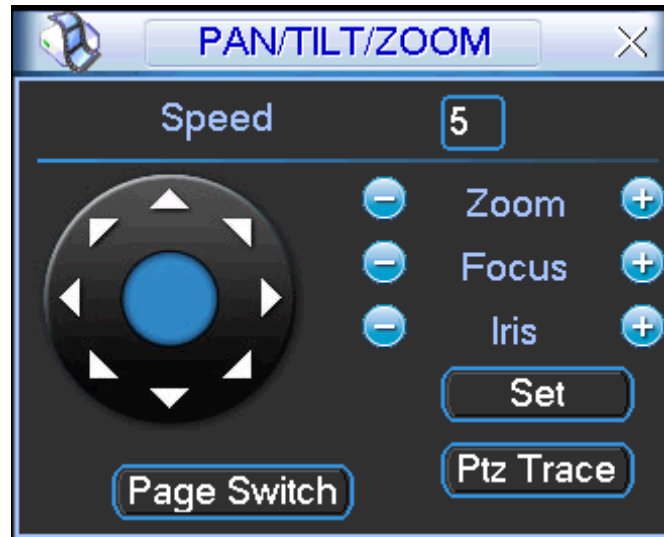 PAN/TILT/ZOOM
Speed 5
Zoom
Focus
Iris
Set
Ptz Trace
Page Switch